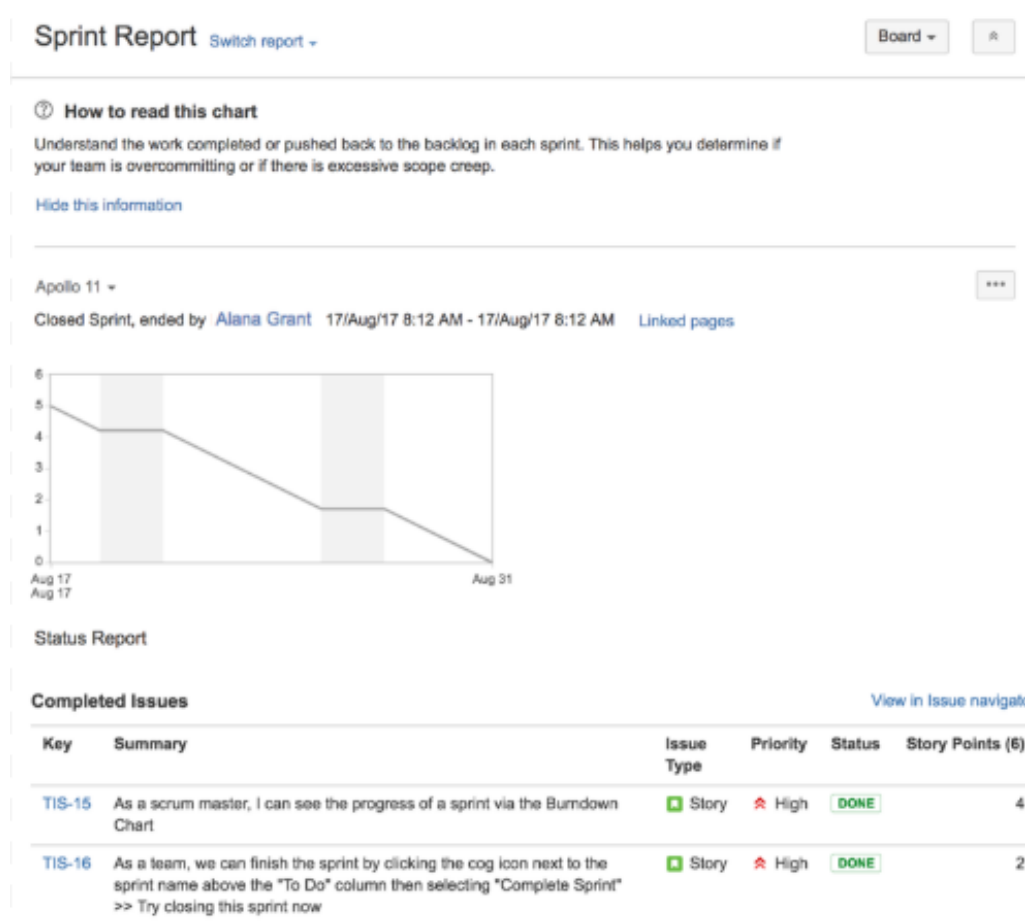 Sprint Report Switch report
Board
How to read this chart
Understand the work completed or pushed back to the backlog in each sprint. This helps you determine if
your team is overcommitting or if there is excessive scope creep.
Hide this information
Apollo 11
Closed Sprint, ended by Alana Grant 17/Aug/17 8:12 AM - 17/Aug/17 8:12 AM Linked pages
6
5
4
3
2
1
0
Aug 17 Aug 31
Aug 17
Status Report
Completed Issues View in Issue navigato
Key Summary Issue Priority Status Story Points (6)
Type
TIS-15 As a scrum master, I can see the progress of a sprint via the Burndown Story High DONE 4
Chart
TIS-16 As a team, we can finish the sprint by clicking the cog icon next to the Story High DONE 2
sprint name above the "To Do" column then selecting "Complete Sprint"
>> Try closing this sprint now